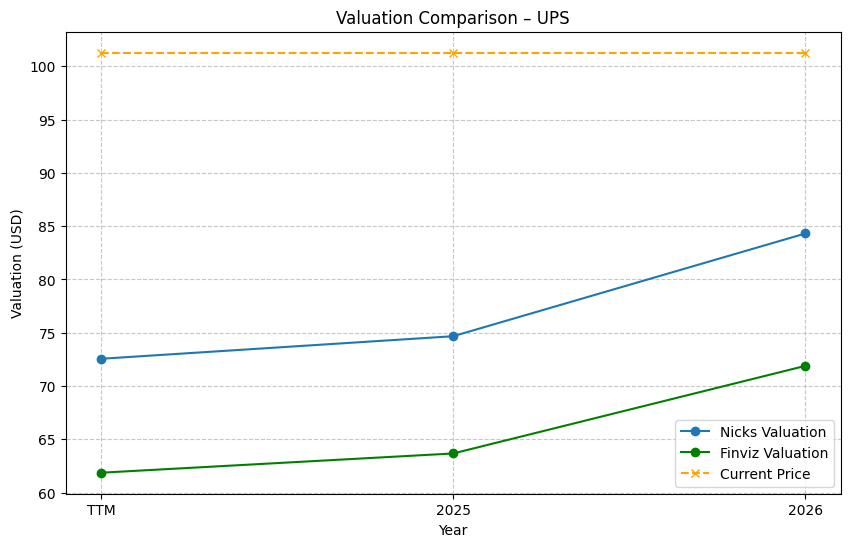 Valuation Comparison – UPS
Valuation (USD)
100
95
90
85
80
75
70
65
60
TTM
2025
2026
Year
Nicks Valuation
Finviz Valuation
Current Price